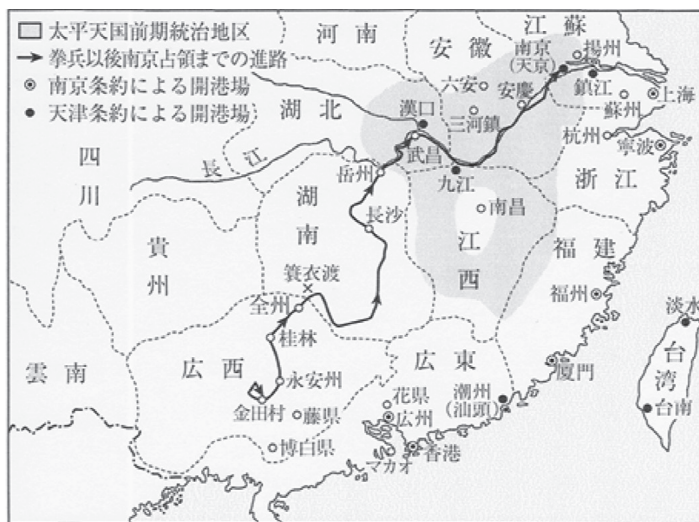 太平天国前期統治地区
拳兵以後南京占領までの進路
南京条約による開港場
天津条約による開港場
河南
安徽
江蘇
南京
(天京)
揚州
六安
安慶
鎮江
蘇州
上海
湖北
漢口
三河鎮
武昌
杭州
寧波
四川
長江
岳州
九江
浙江
湖南
長沙
南昌
江西
福建
貴州
蓑衣渡
全州
福州
淡水
雲南
桂林
広西
永安州
広東
潮州
(汕頭)
厦門
台湾
金田村
藤県
花県
広州
台南
博白県
マカオ
香港